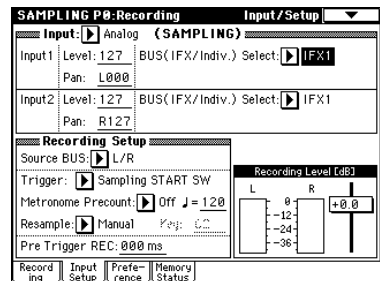 SAMPLING P0:Recording Input/Setup
Input: Analog (SAMPLING)
Input1 Level: 127 BUS(IFX/Indiv.) Select: IFX1
Pan: L000
Input2 Level: 127 BUS(IFX/Indiv.) Select: IFX1
Pan: R127
Recording Setup
Source BUS: L/R
Trigger: Sampling START SW
Metronome Precount: Off ♩= 120
Resample: Manual Key:
Pre Trigger REC: 000 ms
Recording Level [dB]
L R
0
-12
-24
-36
+0.0
Record ing Input Setup Prefe- rence Memory Status